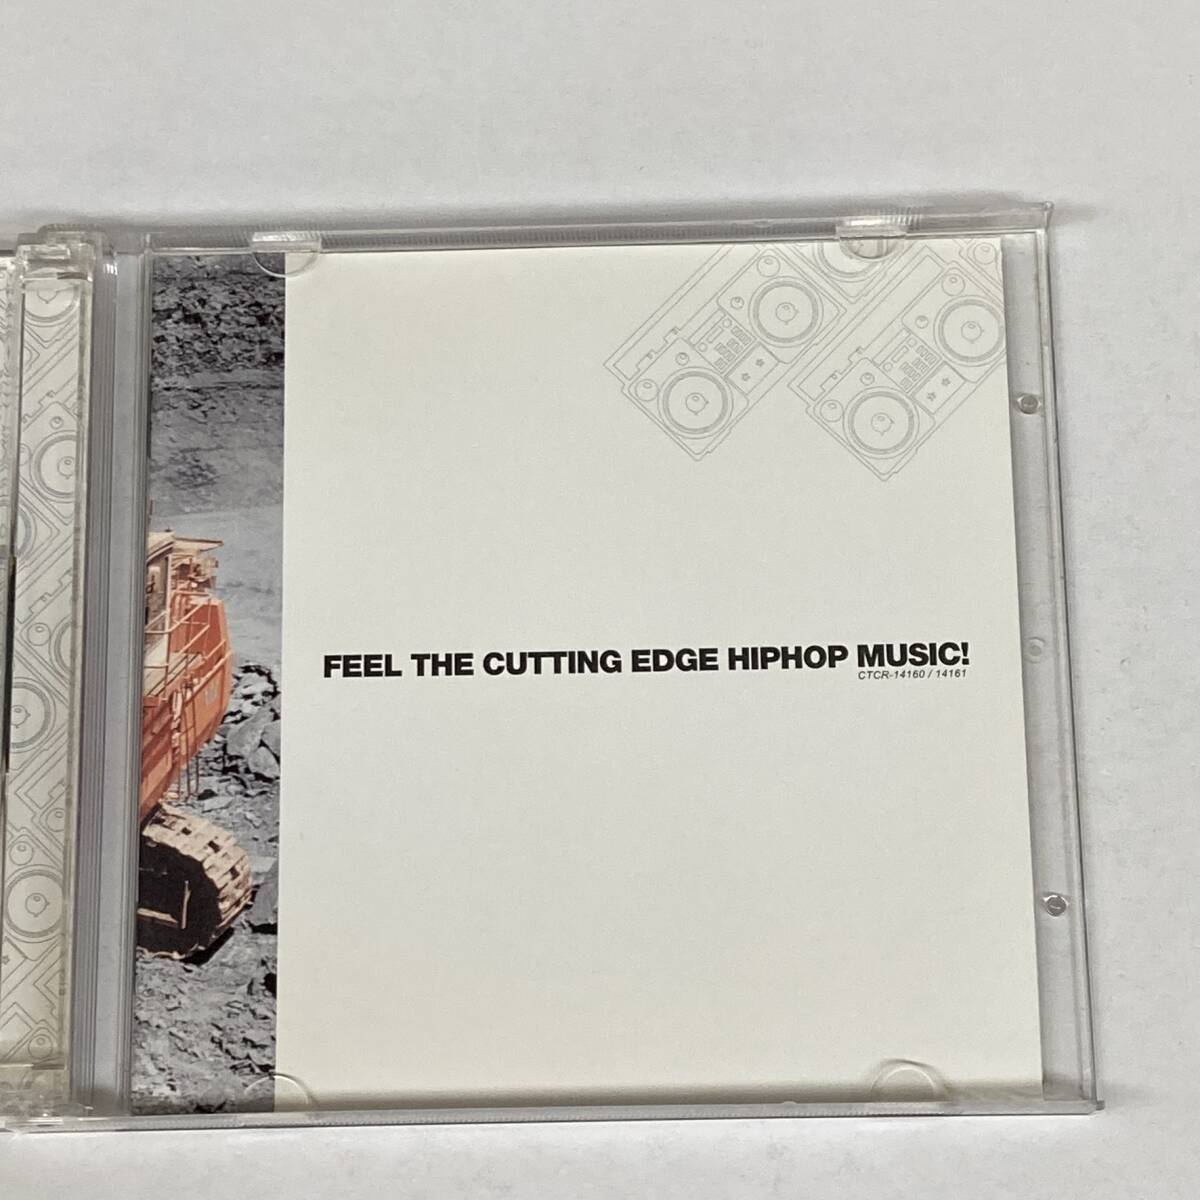 FEEL THE CUTTING EDGE HIPHOP MUSIC!
CTCR-14160 / 14161